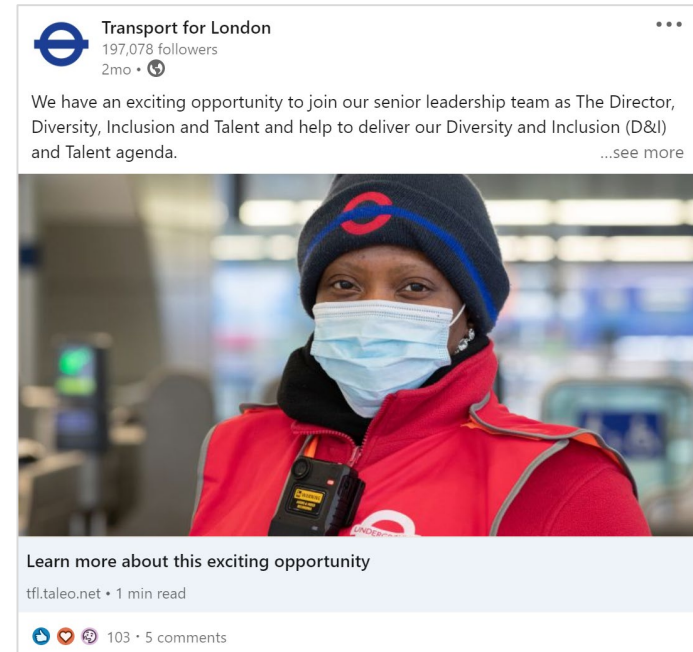 Transport for London
197,078 followers
2mo •
We have an exciting opportunity to join our senior leadership team as The Director,
Diversity, Inclusion and Talent and help to deliver our Diversity and Inclusion (D&I)
and Talent agenda. ...see more
UNDERGR
Learn more about this exciting opportunity
tfl.taleo.net • 1 min read
103 · 5 comments